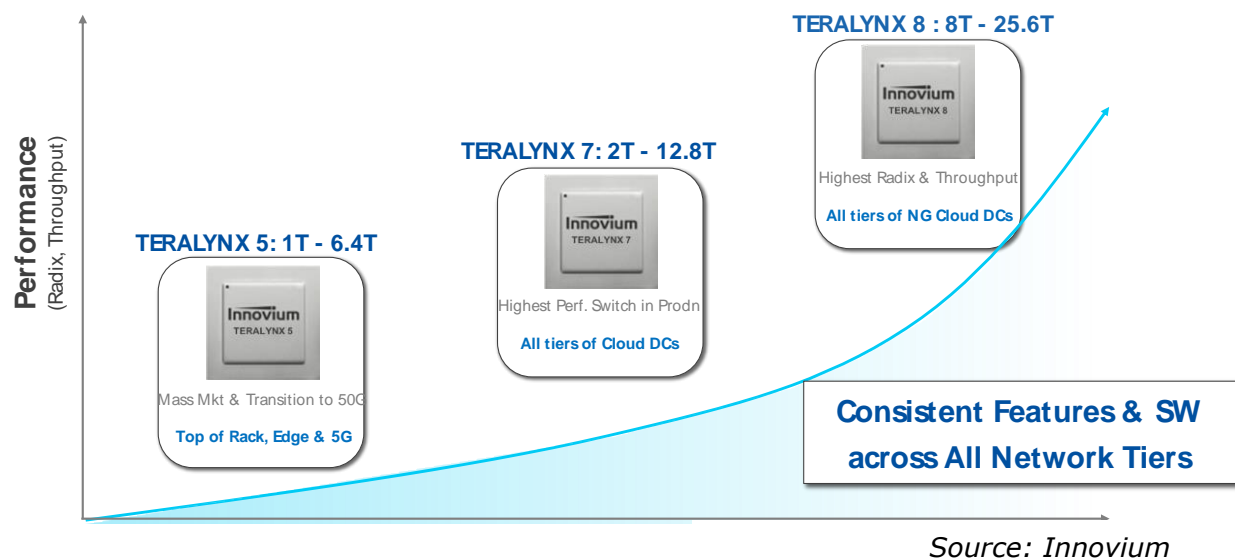 TERALYNX 8 : 8T - 25.6T
Innovium
TERALYNX 8
Highest Radix & Throughput
All tiers of NG Cloud DCs
TERALYNX 7: 2T - 12.8T
Innovium
TERALYNX 7
Highest Perf. Switch in Prodn
All tiers of Cloud DCs
TERALYNX 5: 1T - 6.4T
Innovium
TERALYNX 5
Mass Mkt & Transition to 50G
Top of Rack, Edge & 5G
Performance
(Radix, Throughput)
Consistent Features & SW
across All Network Tiers
Source: Innovium